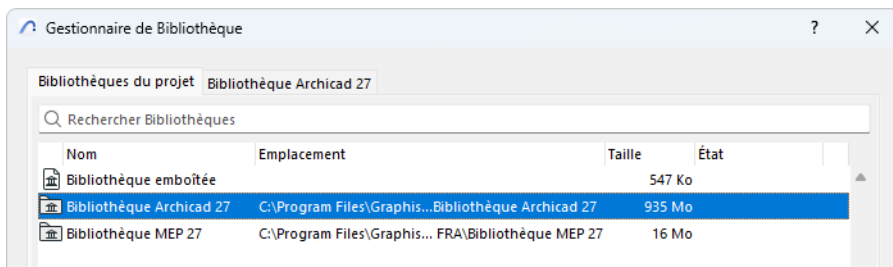 Gestionnaire de Bibliothèque ?
Bibliothèques du projet Bibliothèque Archicad 27
Rechercher Bibliothèques
Nom Emplacement Taille État
Bibliothèque emboîtée 547 Ko
Bibliothèque Archicad 27 C:\Program Files\Graphis...Bibliothèque Archicad 27 935 Mo
Bibliothèque MEP 27 C:\Program Files\Graphis... FRA\Bibliothèque MEP 27 16 Mo